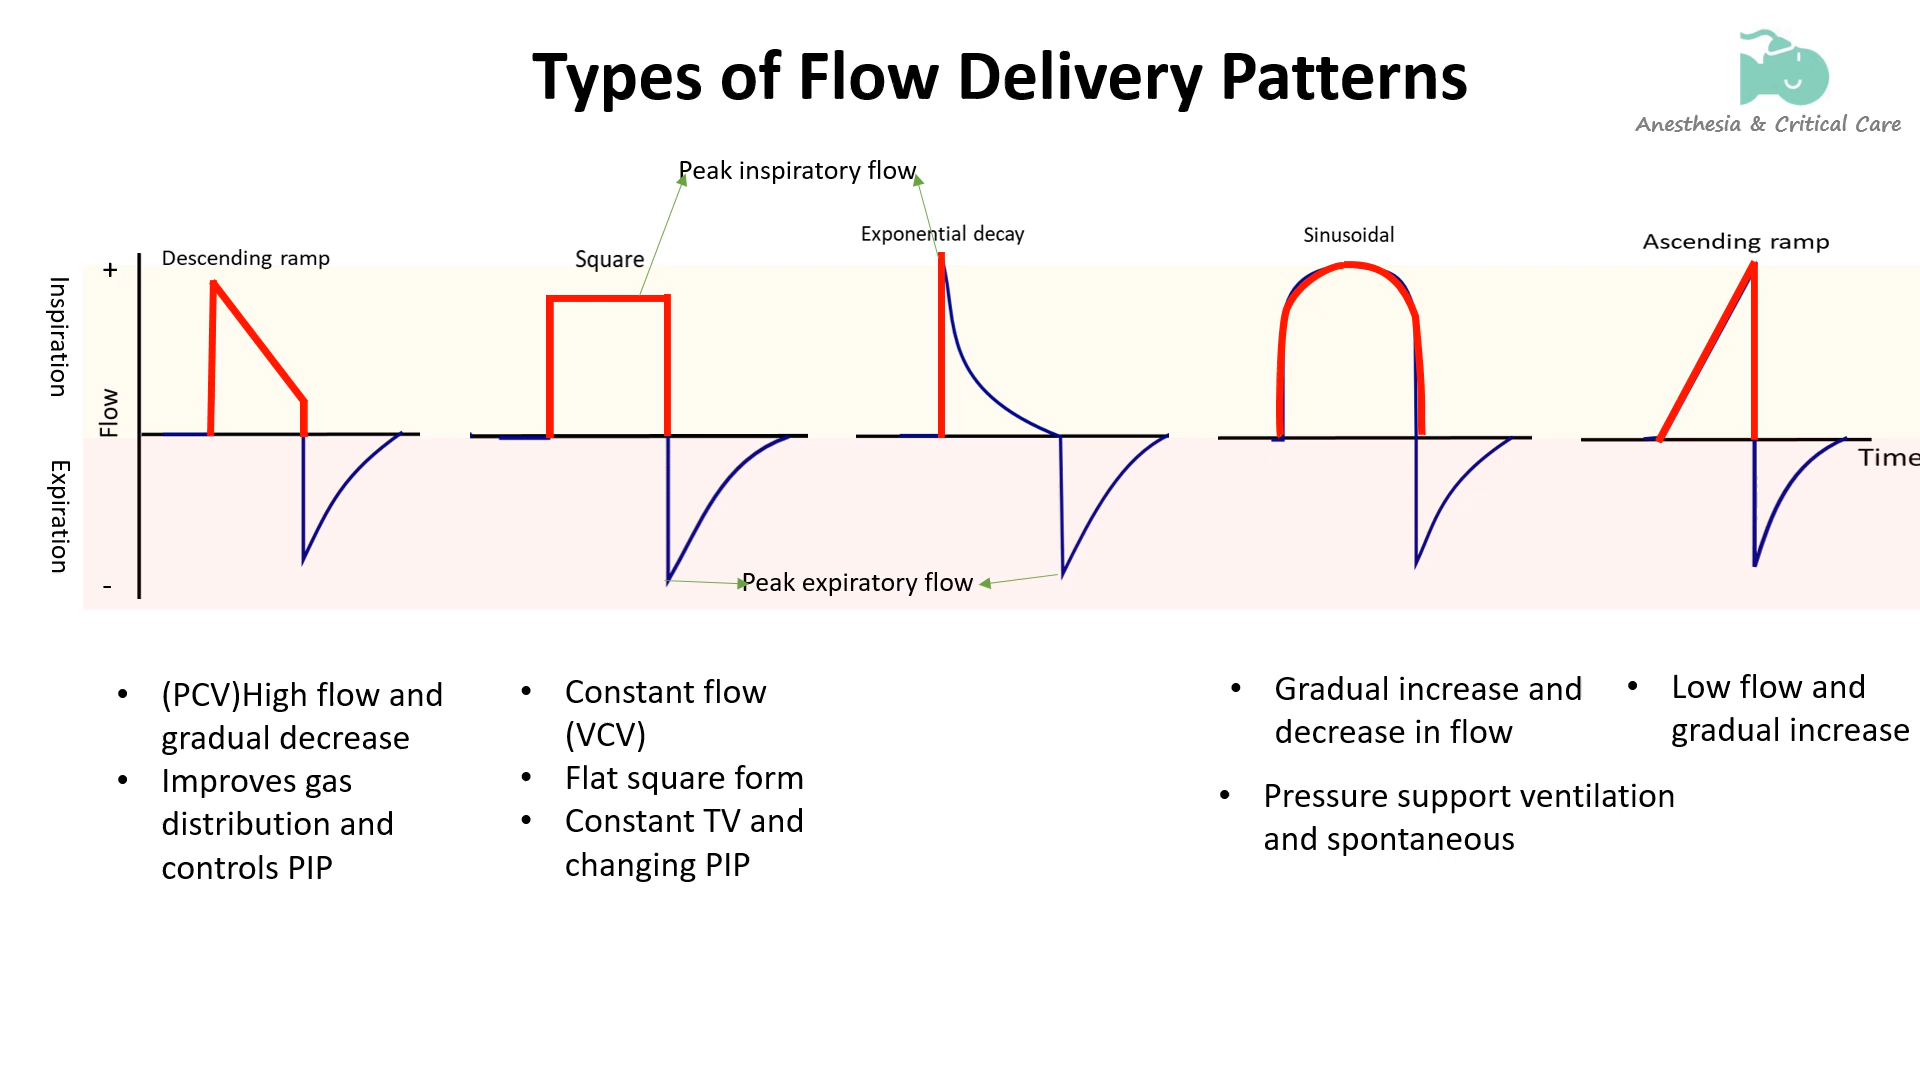 Types of Flow Delivery Patterns
Anesthesia & Critical Care
Peak inspiratory flow
Descending ramp
Square
Exponential decay
Sinusoidal
Ascending ramp
+
Inspiration
Flow
Expiration
-
Time
Peak expiratory flow
• (PCV)High flow and
gradual decrease
• Improves gas
distribution and
controls PIP
• Constant flow
(VCV)
• Flat square form
• Constant TV and
changing PIP
• Gradual increase and
decrease in flow
• Pressure support ventilation
and spontaneous
• Low flow and
gradual increase